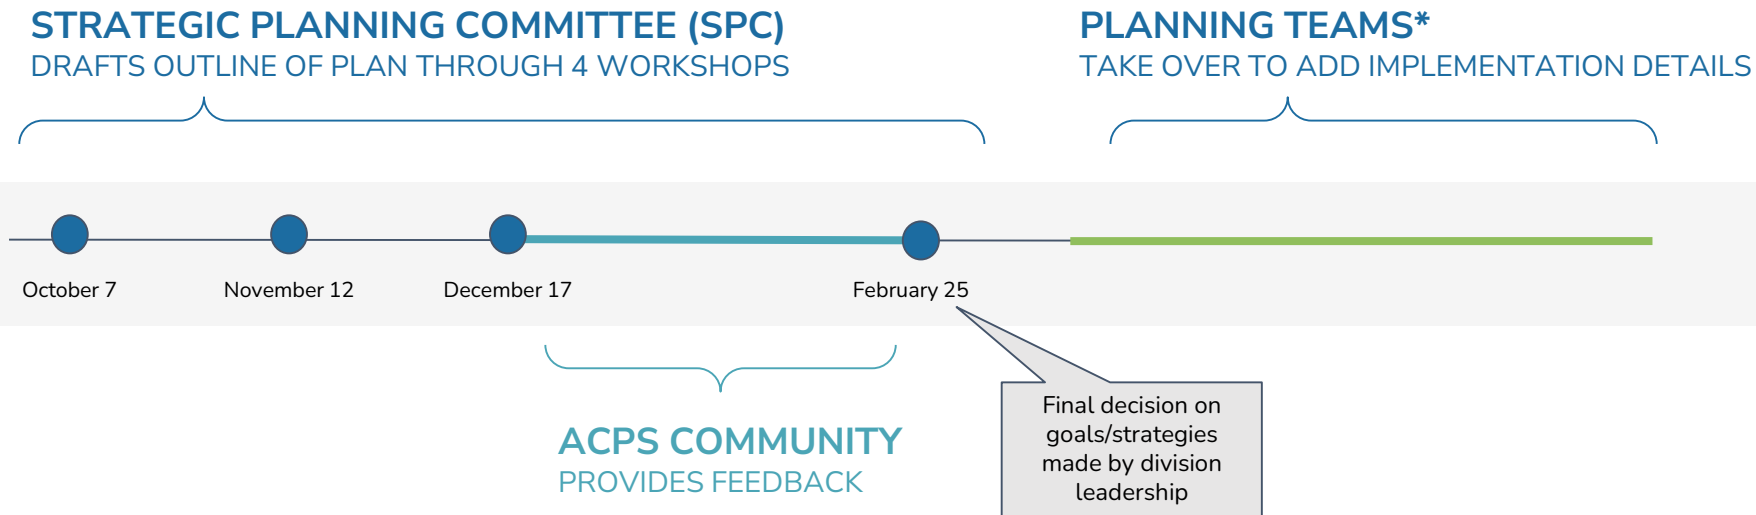 STRATEGIC PLANNING COMMITTEE (SPC)
DRAFTS OUTLINE OF PLAN THROUGH 4 WORKSHOPS
PLANNING TEAMS*
TAKE OVER TO ADD IMPLEMENTATION DETAILS
October 7
November 12
December 17
February 25
ACPS COMMUNITY
PROVIDES FEEDBACK
Final decision on
goals/strategies
made by division
leadership